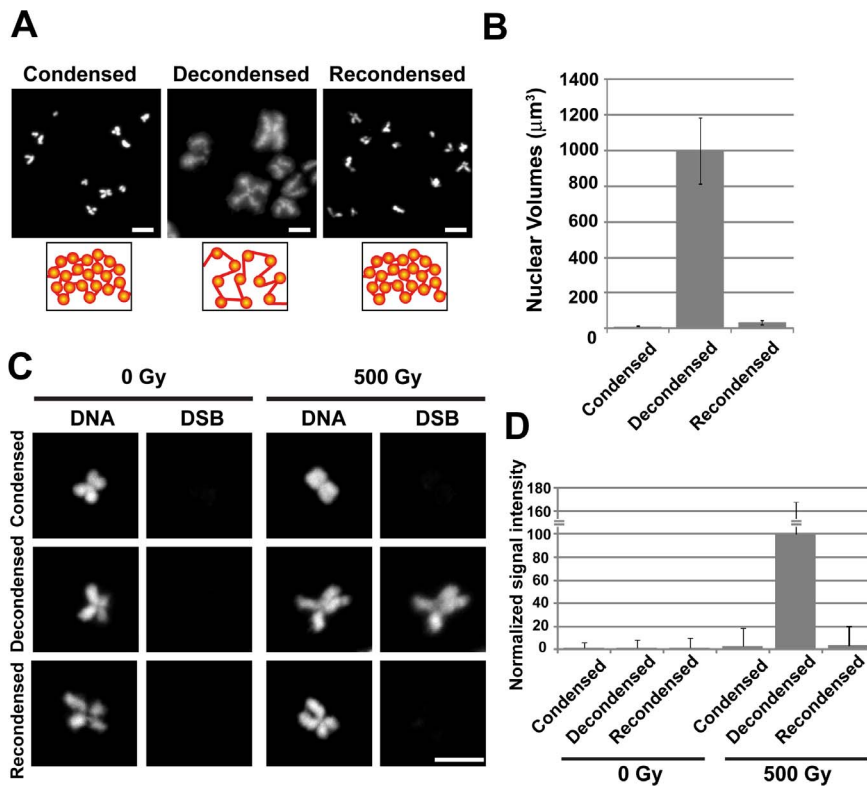 A
Condensed Decondensed Recondensed
B
Nuclear Volumes (µm³)
1400
1200
1000
800
600
400
200
0
Condensed
Decondensed
Recondensed
C
0 Gy 500 Gy
DNA DSB DNA DSB
Condensed
Decondensed
Recondensed
D
Normalized signal intensity
180
160
100
80
60
40
20
0
Condensed
Decondensed
Recondensed
Condensed
Decondensed
Recondensed
0 Gy 500 Gy